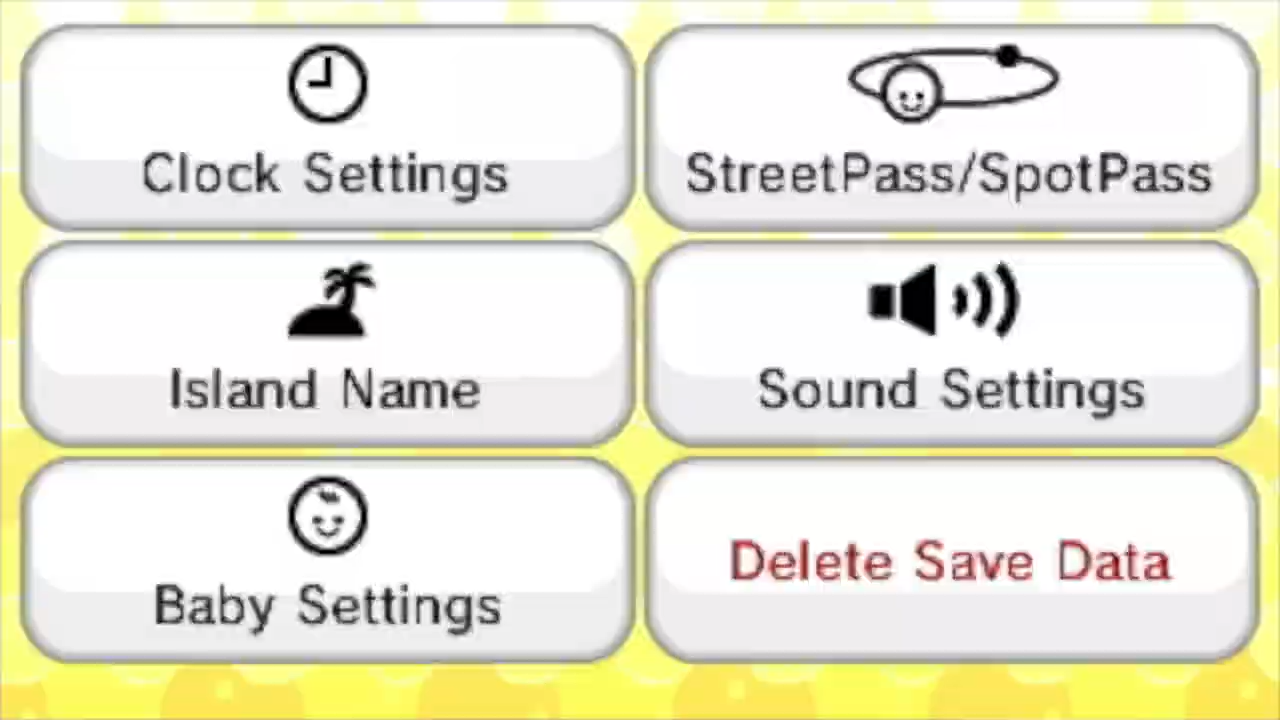 Clock Settings
StreetPass/SpotPass
Island Name
Sound Settings
Baby Settings
Delete Save Data